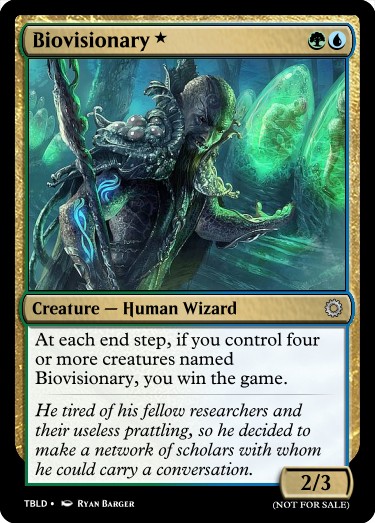 Biovisionary ★
Creature — Human Wizard
At each end step, if you control four
or more creatures named
Biovisionary, you win the game.
He tired of his fellow researchers and
their useless prattling, so he decided to
make a network of scholars with whom
he could carry a conversation.
2/3
TBLD • Ryan Barger
(NOT FOR SALE)